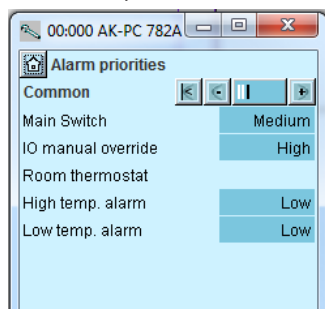 00:000 AK-PC 782A
Alarm priorities
Common
Main Switch Medium
IO manual override High
Room thermostat
High temp. alarm Low
Low temp. alarm Low